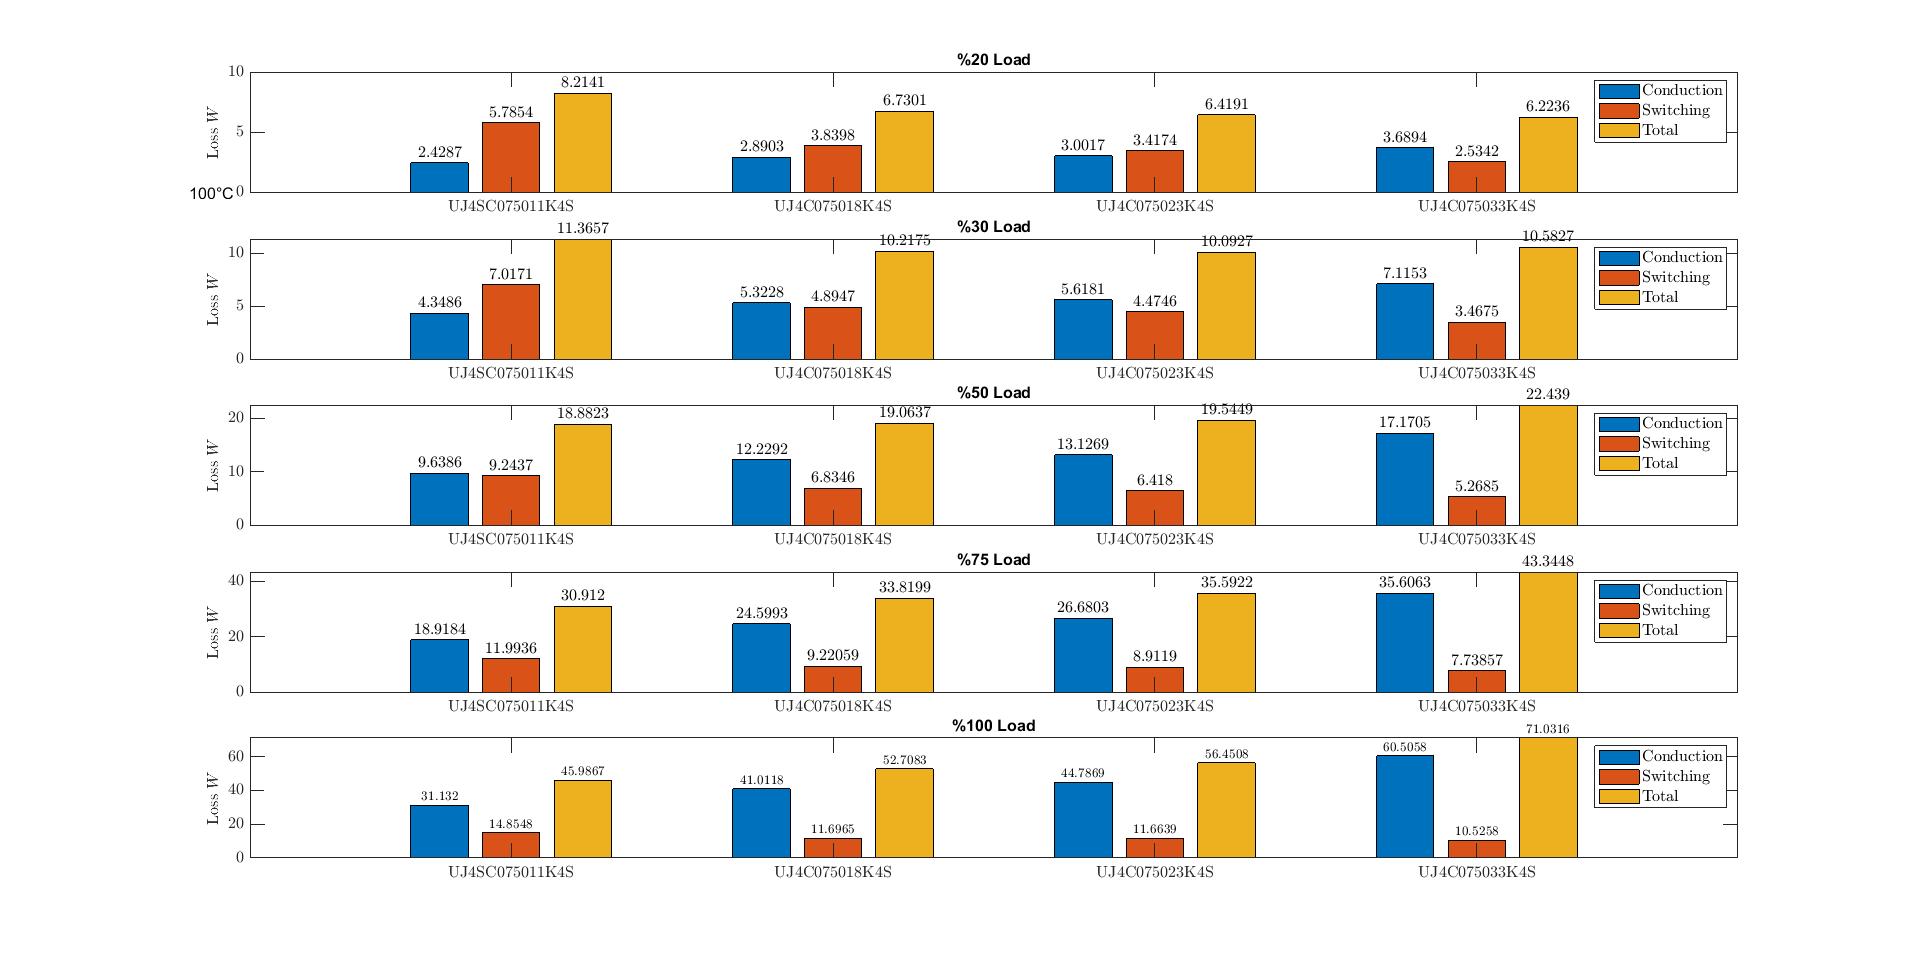 %20 Load
10
5
0
Loss W
100°C
2.4287 5.7854 8.2141
2.8903 3.8398 6.7301
3.0017 3.4174 6.4191
3.6894 2.5342 6.2236
Conduction
Switching
Total
UJ4SC075011K4S UJ4C075018K4S UJ4C075023K4S UJ4C075033K4S
%30 Load
10
5
0
Loss W
4.3486 7.0171 11.3657
5.3228 4.8947 10.2175
5.6181 4.4746 10.0927
7.1153 3.4675 10.5827
Conduction
Switching
Total
UJ4SC075011K4S UJ4C075018K4S UJ4C075023K4S UJ4C075033K4S
%50 Load
20
10
0
Loss W
9.6386 9.2437 18.8823
12.2292 6.8346 19.0637
13.1269 6.418 19.5449
17.1705 5.2685 22.439
Conduction
Switching
Total
UJ4SC075011K4S UJ4C075018K4S UJ4C075023K4S UJ4C075033K4S
%75 Load
40
20
0
Loss W
18.9184 11.9936 30.912
24.5993 9.22059 33.8199
26.6803 8.9119 35.5922
35.6063 7.73857 43.3448
Conduction
Switching
Total
UJ4SC075011K4S UJ4C075018K4S UJ4C075023K4S UJ4C075033K4S
%100 Load
60
40
20
0
Loss W
31.132 14.8548 45.9867
41.0118 11.6965 52.7083
44.7869 11.6639 56.4508
60.5058 10.5258 71.0316
Conduction
Switching
Total
UJ4SC075011K4S UJ4C075018K4S UJ4C075023K4S UJ4C075033K4S